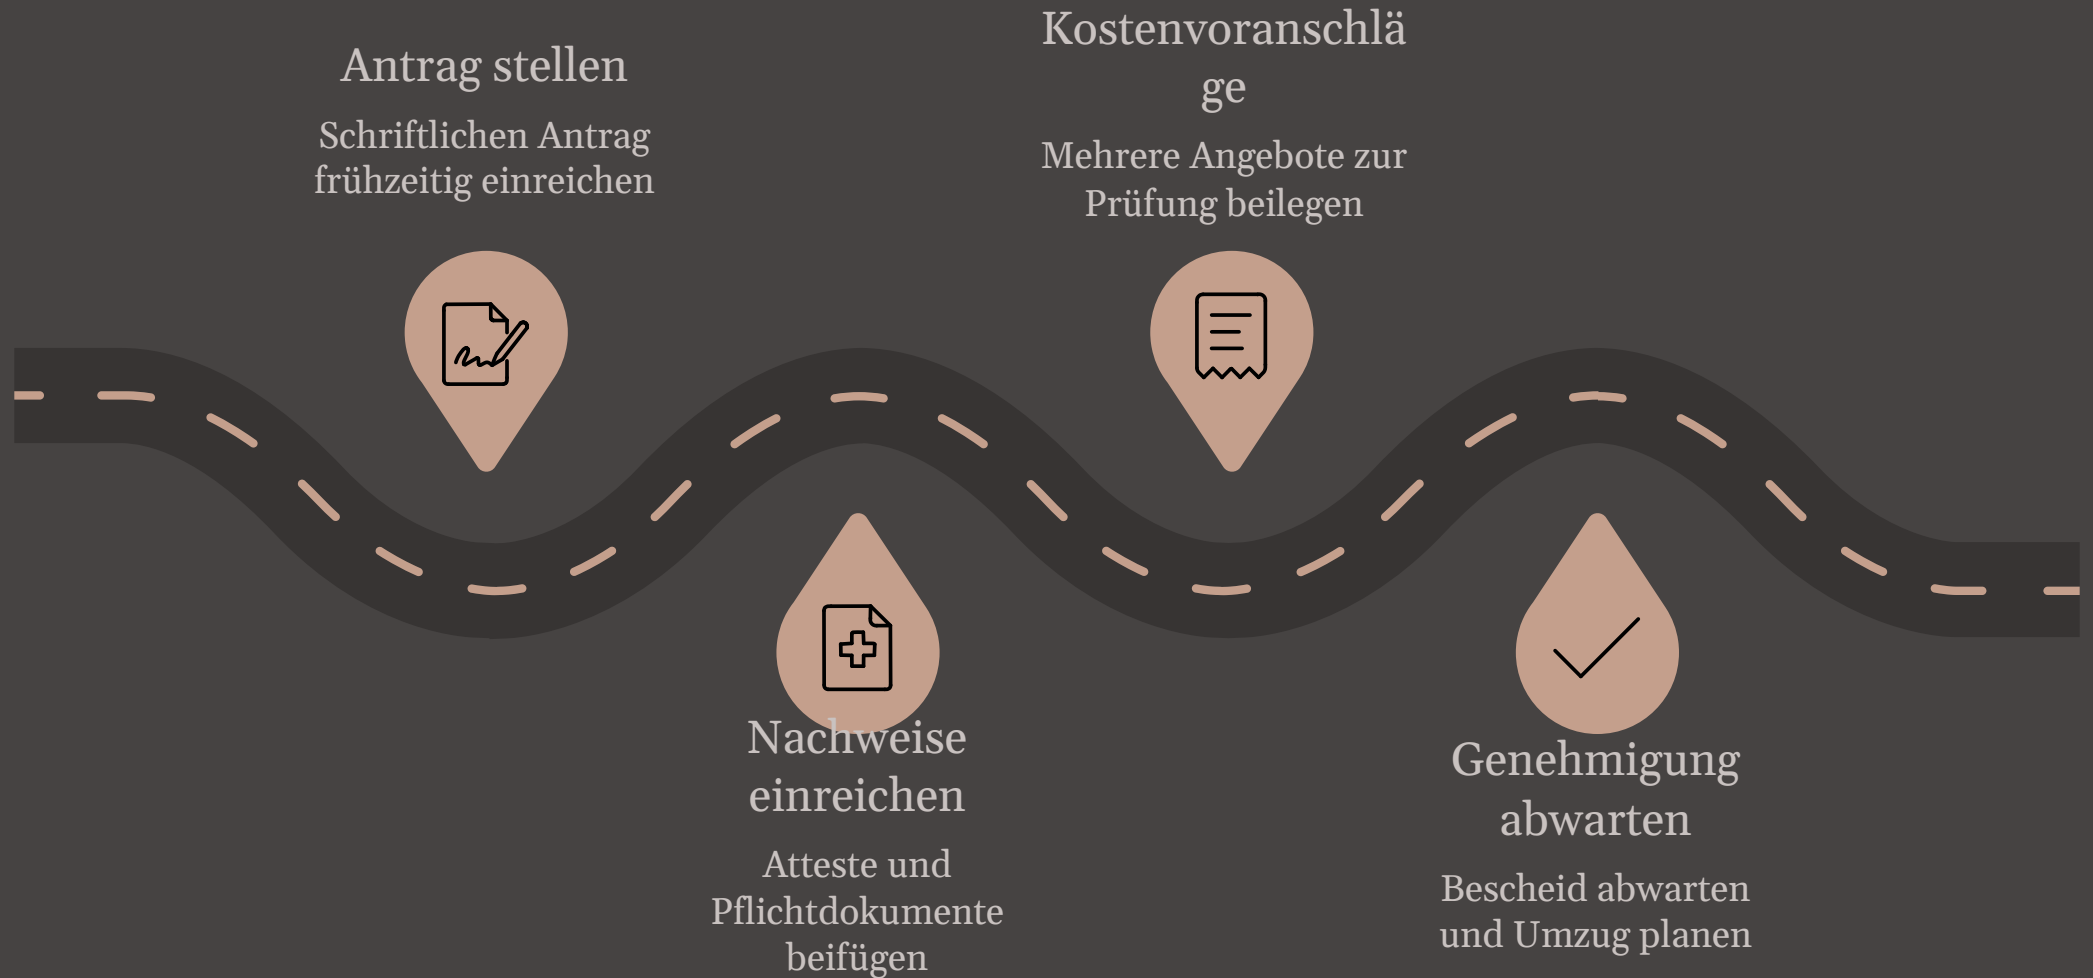 Antrag stellen
Schriftlichen Antrag
frühzeitig einreichen
Nachweise
einreichen
Atteste und
Pflichtdokumente
beifügen
Kostenvoranschlä
ge
Mehrere Angebote zur
Prüfung beilegen
Genehmigung
abwarten
Bescheid abwarten
und Umzug planen